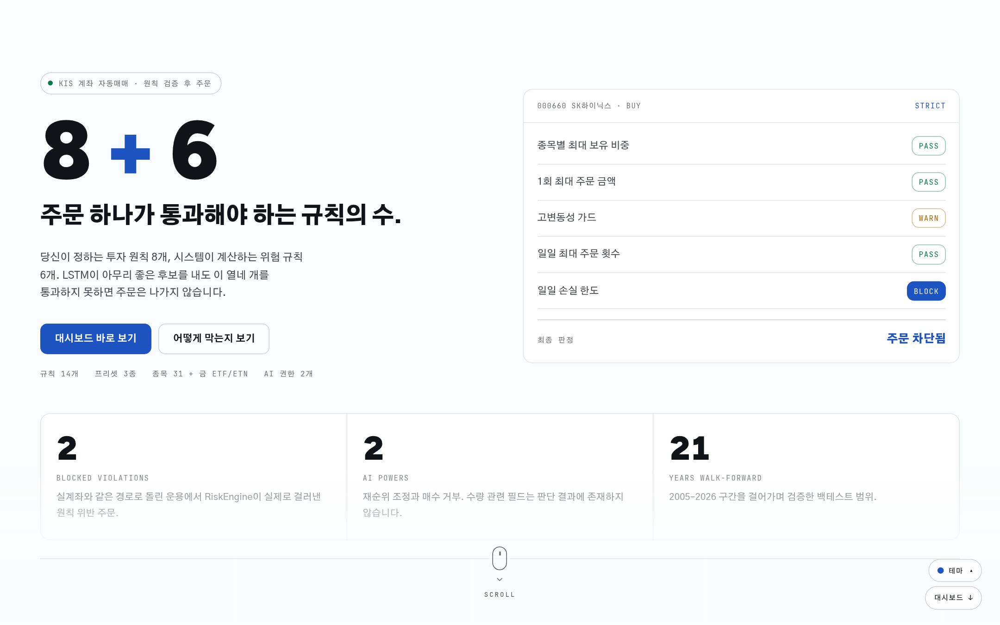 KIS 계좌 자동매매 · 원칙 검증 후 주문
8 + 6
주문 하나가 통과해야 하는 규칙의 수.
당신이 정하는 투자 원칙 8개, 시스템이 계산하는 위험 규칙
6개. LSTM이 아무리 좋은 후보를 내도 이 열네 개를
통과하지 못하면 주문은 나가지 않습니다.
대시보드 바로 보기
어떻게 막는지 보기
규칙 14개 프리셋 3종 종목 31 + 금 ETF/ETN AI 권한 2개
000660 SK하이닉스 · BUY STRICT
종목별 최대 보유 비중 PASS
1회 최대 주문 금액 PASS
고변동성 가드 WARN
일일 최대 주문 횟수 PASS
일일 손실 한도 BLOCK
최종 판정 주문 차단됨
2
BLOCKED VIOLATIONS
실계좌와 같은 경로로 돌린 운용에서 RiskEngine이 실제로 걸러낸
원칙 위반 주문.
2
AI POWERS
재순위 조정과 매수 거부. 수량 관련 필드는 판단 결과에 존재하지
않습니다.
21
YEARS WALK-FORWARD
2005–2026 구간을 걸어가며 검증한 백테스트 범위.
SCROLL
테마 ▴
대시보드 ↓